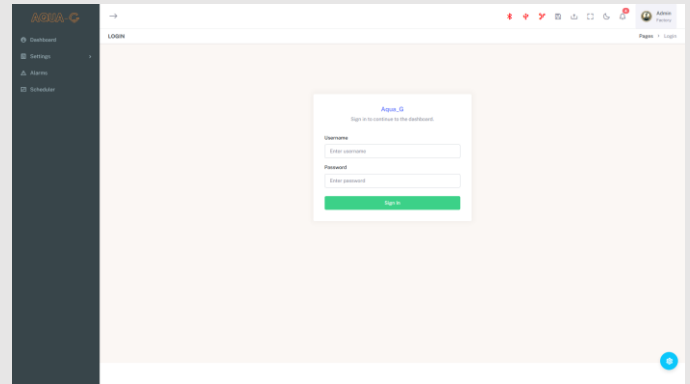 AQUA-G
Dashboard
Settings
Alarms
Scheduler
Admin
Factory
LOGIN
Pages
Login
Aqua_G
Sign in to continue to the dashboard.
Username
Enter username
Password
Enter password
Sign In